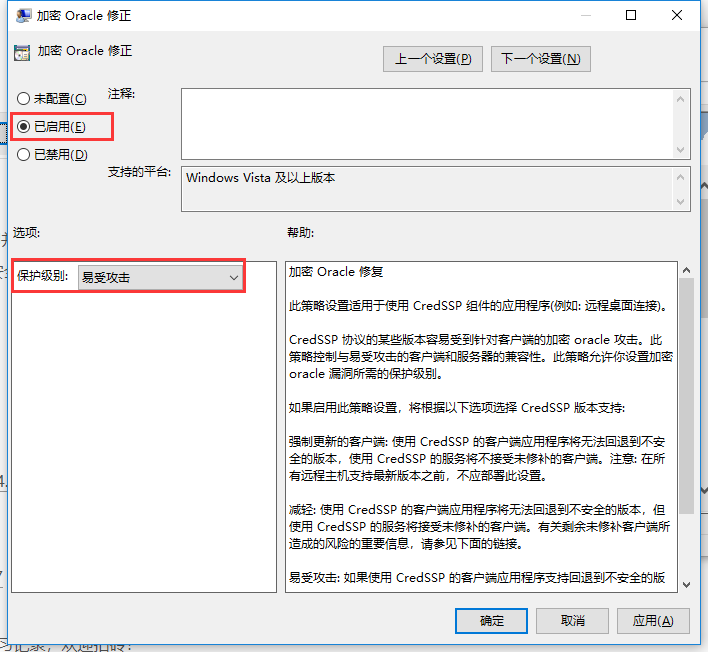 加密 Oracle 修正
加密 Oracle 修正
上一个设置(P)
下一个设置(N)
未配置(C)
注释:
已启用(E)
已禁用(D)
支持的平台:
Windows Vista 及以上版本
选项:
帮助:
保护级别:
易受攻击
加密 Oracle 修复
此策略设置适用于使用 CredSSP 组件的应用程序(例如: 远程桌面连接)。
CredSSP 协议的某些版本容易受到针对客户端的加密 oracle 攻击。此
策略控制与易受攻击的客户端和服务器的兼容性。此策略允许你设置加密
oracle 漏洞所需的保护级别。
如果启用此策略设置，将根据以下选项选择 CredSSP 版本支持:
强制更新的客户端: 使用 CredSSP 的客户端应用程序将无法回退到不安
全的版本，使用 CredSSP 的服务将不接受未修补的客户端。注意: 在所
有远程主机支持最新版本之前，不应部署此设置。
减轻: 使用 CredSSP 的客户端应用程序将无法回退到不安全的版本，但
使用 CredSSP 的服务将接受未修补的客户端。有关剩余未修补客户端所
造成的风险的重要信息，请参见下面的链接。
易受攻击: 如果使用 CredSSP 的客户端应用程序支持回退到不安全的版
确定
取消
应用(A)